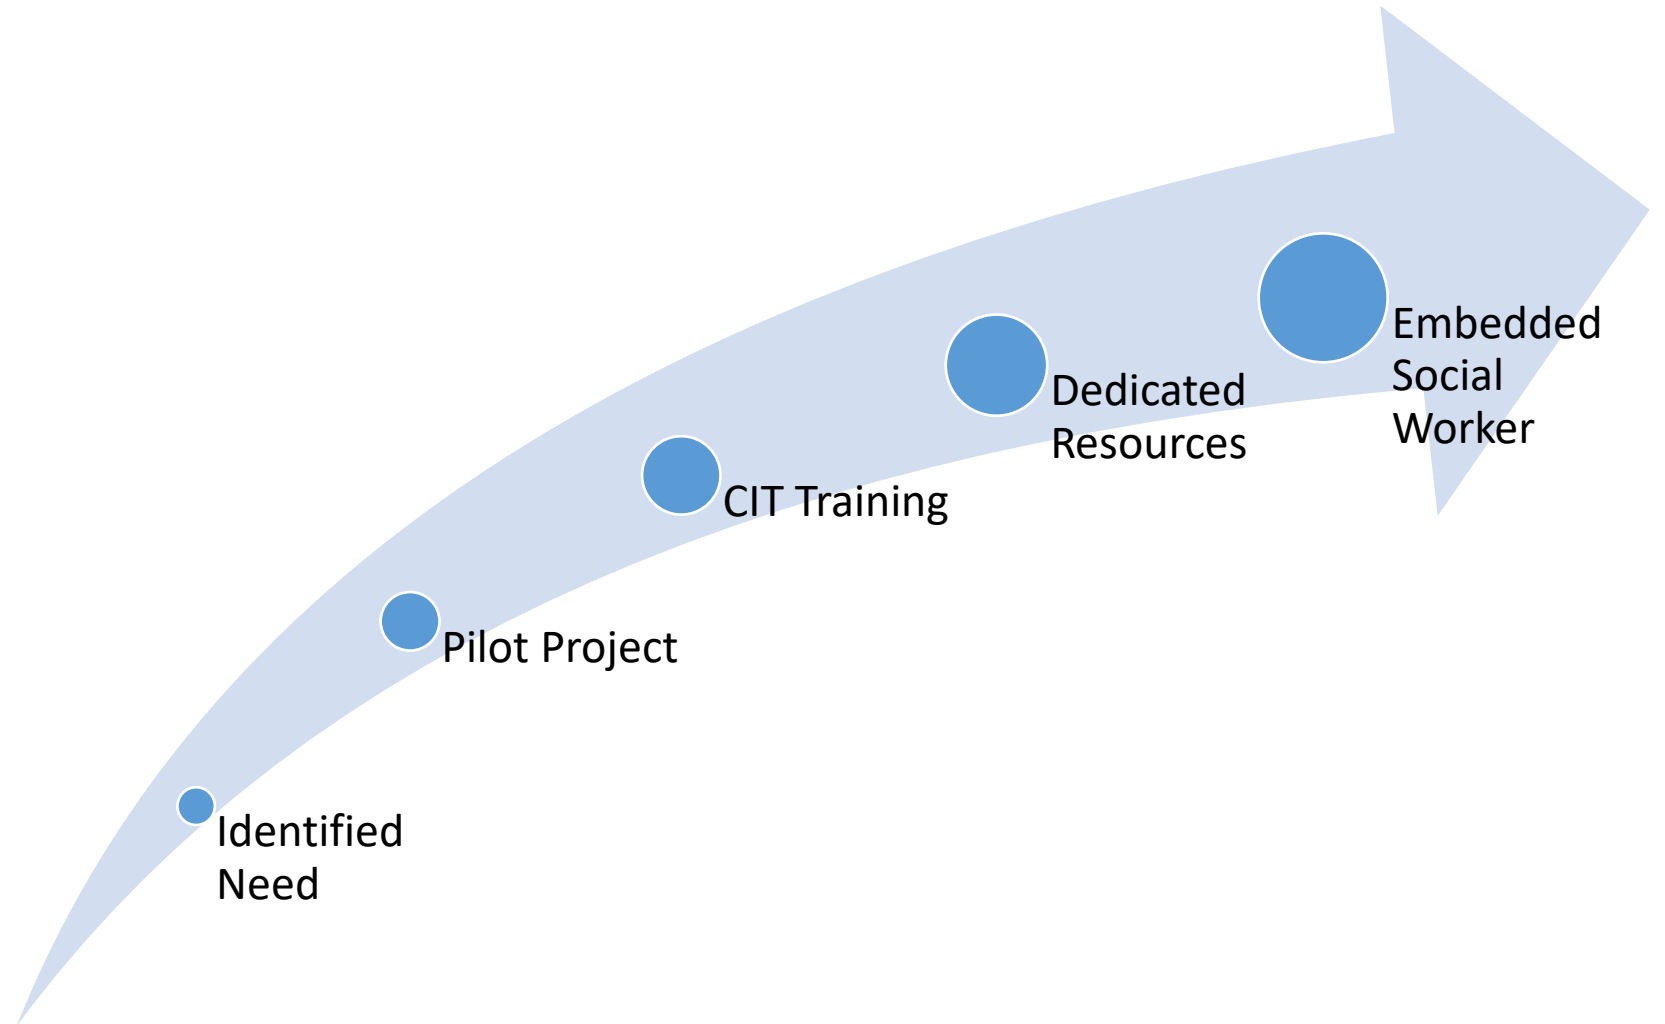 Identified
Need
Pilot Project
CIT Training
Dedicated
Resources
Embedded
Social
Worker